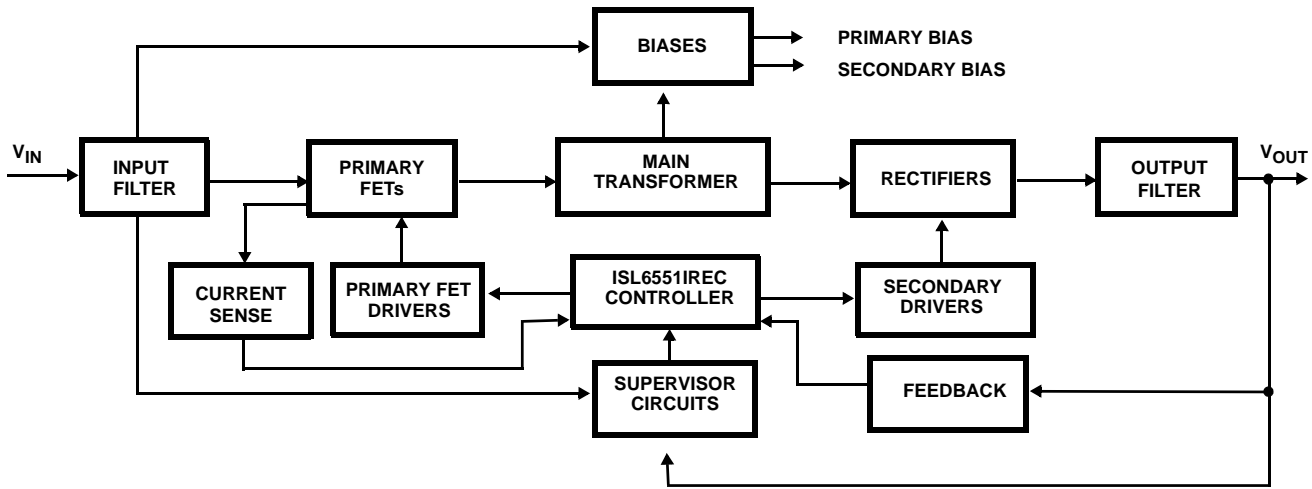 BIASES
PRIMARY BIAS
SECONDARY BIAS
VIN
INPUT
FILTER
PRIMARY
FETs
MAIN
TRANSFORMER
RECTIFIERS
OUTPUT
FILTER
VOUT
CURRENT
SENSE
PRIMARY FET
DRIVERS
ISL6551IREC
CONTROLLER
SECONDARY
DRIVERS
SUPERVISOR
CIRCUITS
FEEDBACK